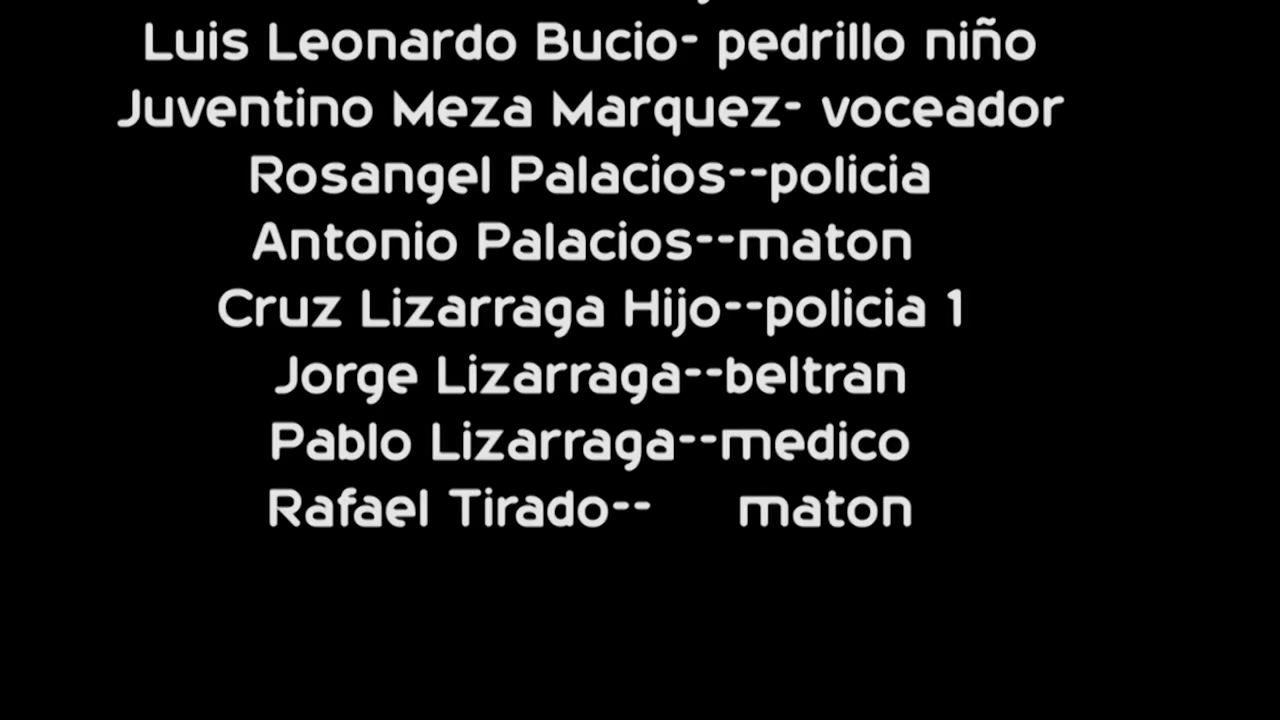 Luis Leonardo Bucio- pedrillo niño
Juventino Meza Marquez- voceador
Rosangel Palacios--policia
Antonio Palacios--maton
Cruz Lizarraga Hijo--policia 1
Jorge Lizarraga--beltran
Pablo Lizarraga--medico
Rafael Tirado-- maton